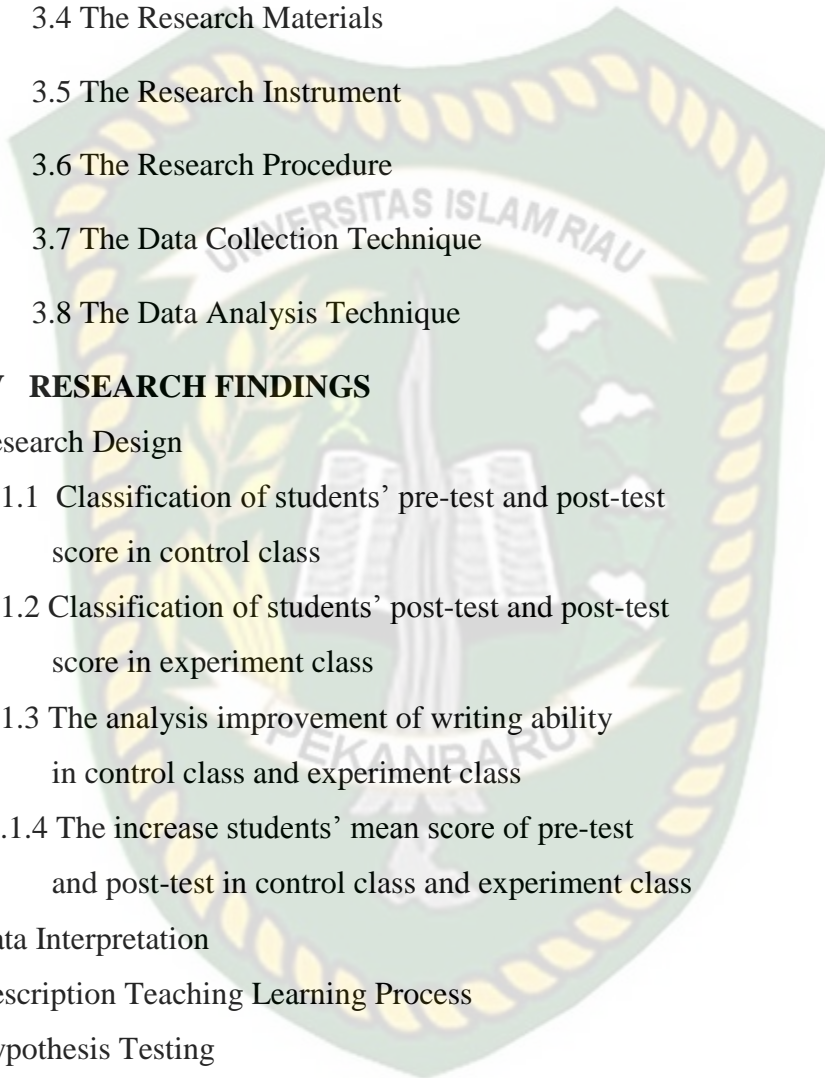 3.4 The Research Materials
3.5 The Research Instrument
3.6 The Research Procedure
UNIVERSITAS ISLAM RIAU
3.7 The Data Collection Technique
3.8 The Data Analysis Technique
RESEARCH FINDINGS
esearch Design
1.1 Classification of students’ pre-test and post-test
score in control class
1.2 Classification of students’ post-test and post-test
score in experiment class
1.3 The analysis improvement of writing ability
PEKANBARU
in control class and experiment class
.1.4 The increase students’ mean score of pre-test
and post-test in control class and experiment class
ata Interpretation
escription Teaching Learning Process
ypothesis Testing